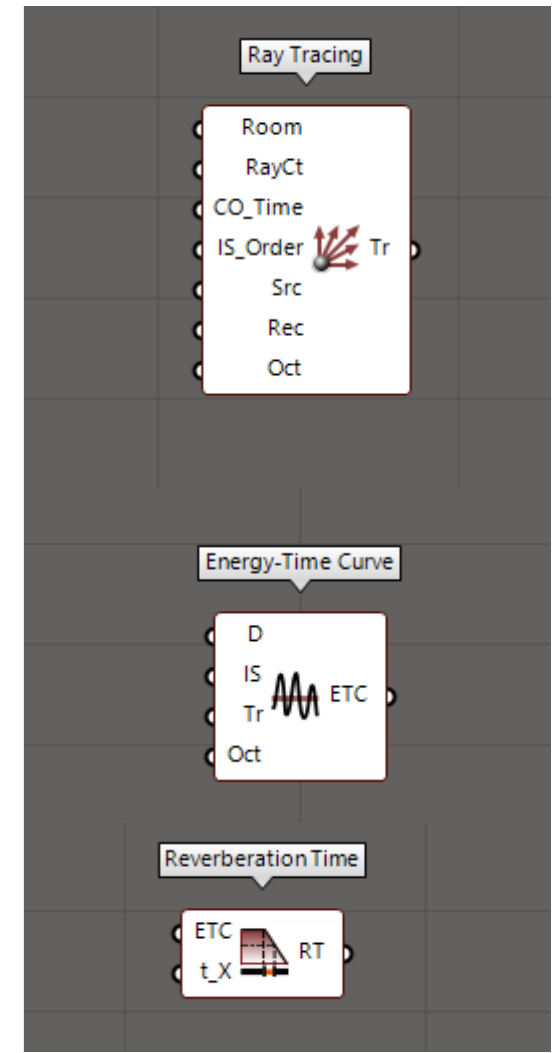 Ray Tracing
Room
RayCt
CO_Time
IS_Order
Tr
Src
Rec
Oct
Energy-Time Curve
D
IS
ETC
Tr
Oct
Reverberation Time
ETC
RT
t_X